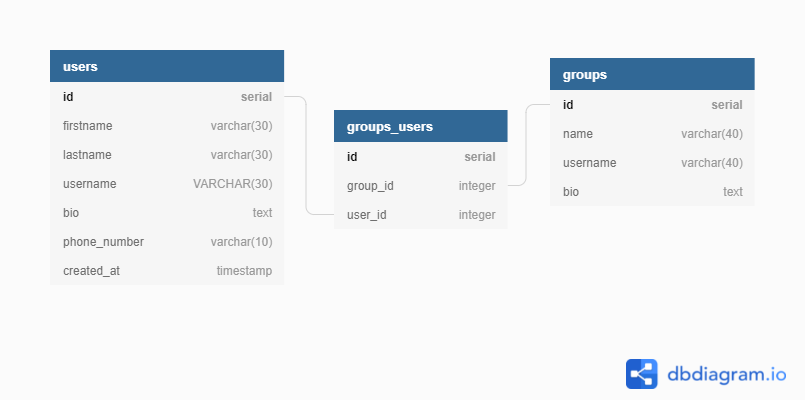 users
id serial
firstname varchar(30)
lastname varchar(30)
username VARCHAR(30)
bio text
phone_number varchar(10)
created_at timestamp
groups_users
id serial
group_id integer
user_id integer
groups
id serial
name varchar(40)
username varchar(40)
bio text
dbdiagram.io